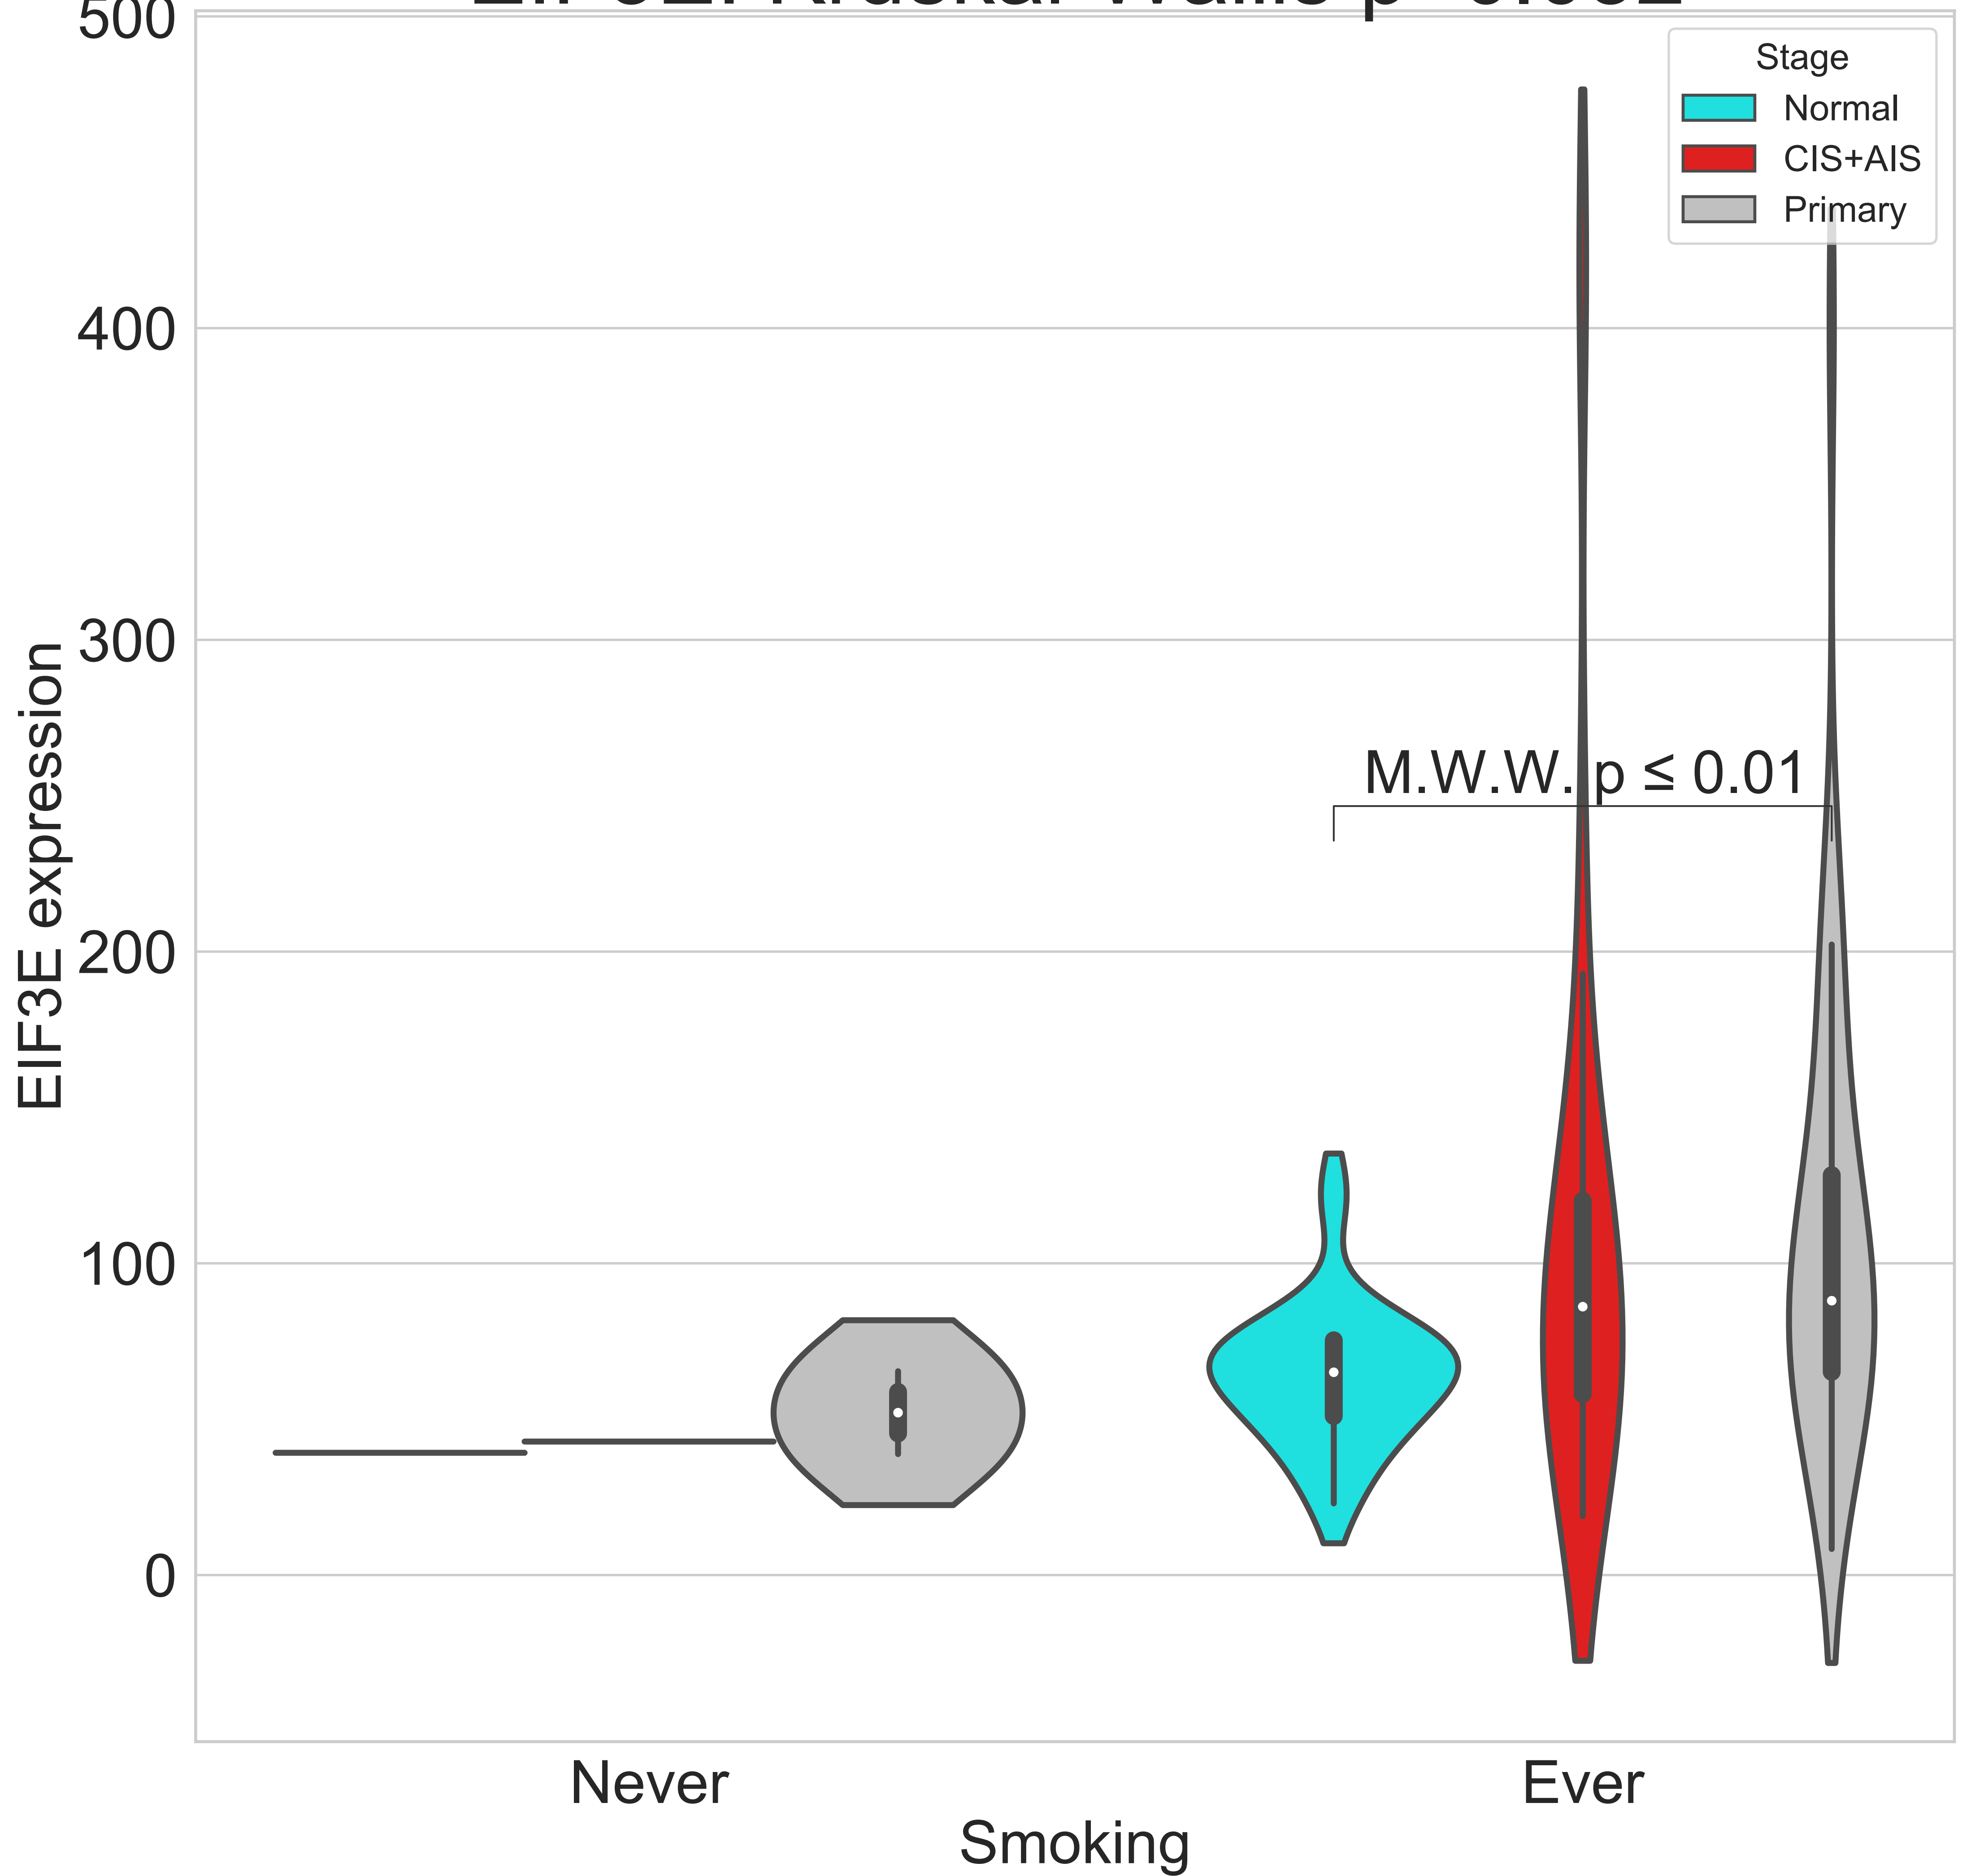 500
400
300
200
100
0
EIF3E expression
Stage
Normal
CIS+AIS
Primary
M.W.W. p ≤ 0.01
Never
Ever
Smoking